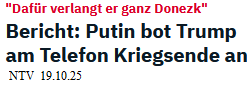 "Dafür verlangt er ganz Donezk"
Bericht: Putin bot Trump
am Telefon Kriegsende an
NTV 19.10.25